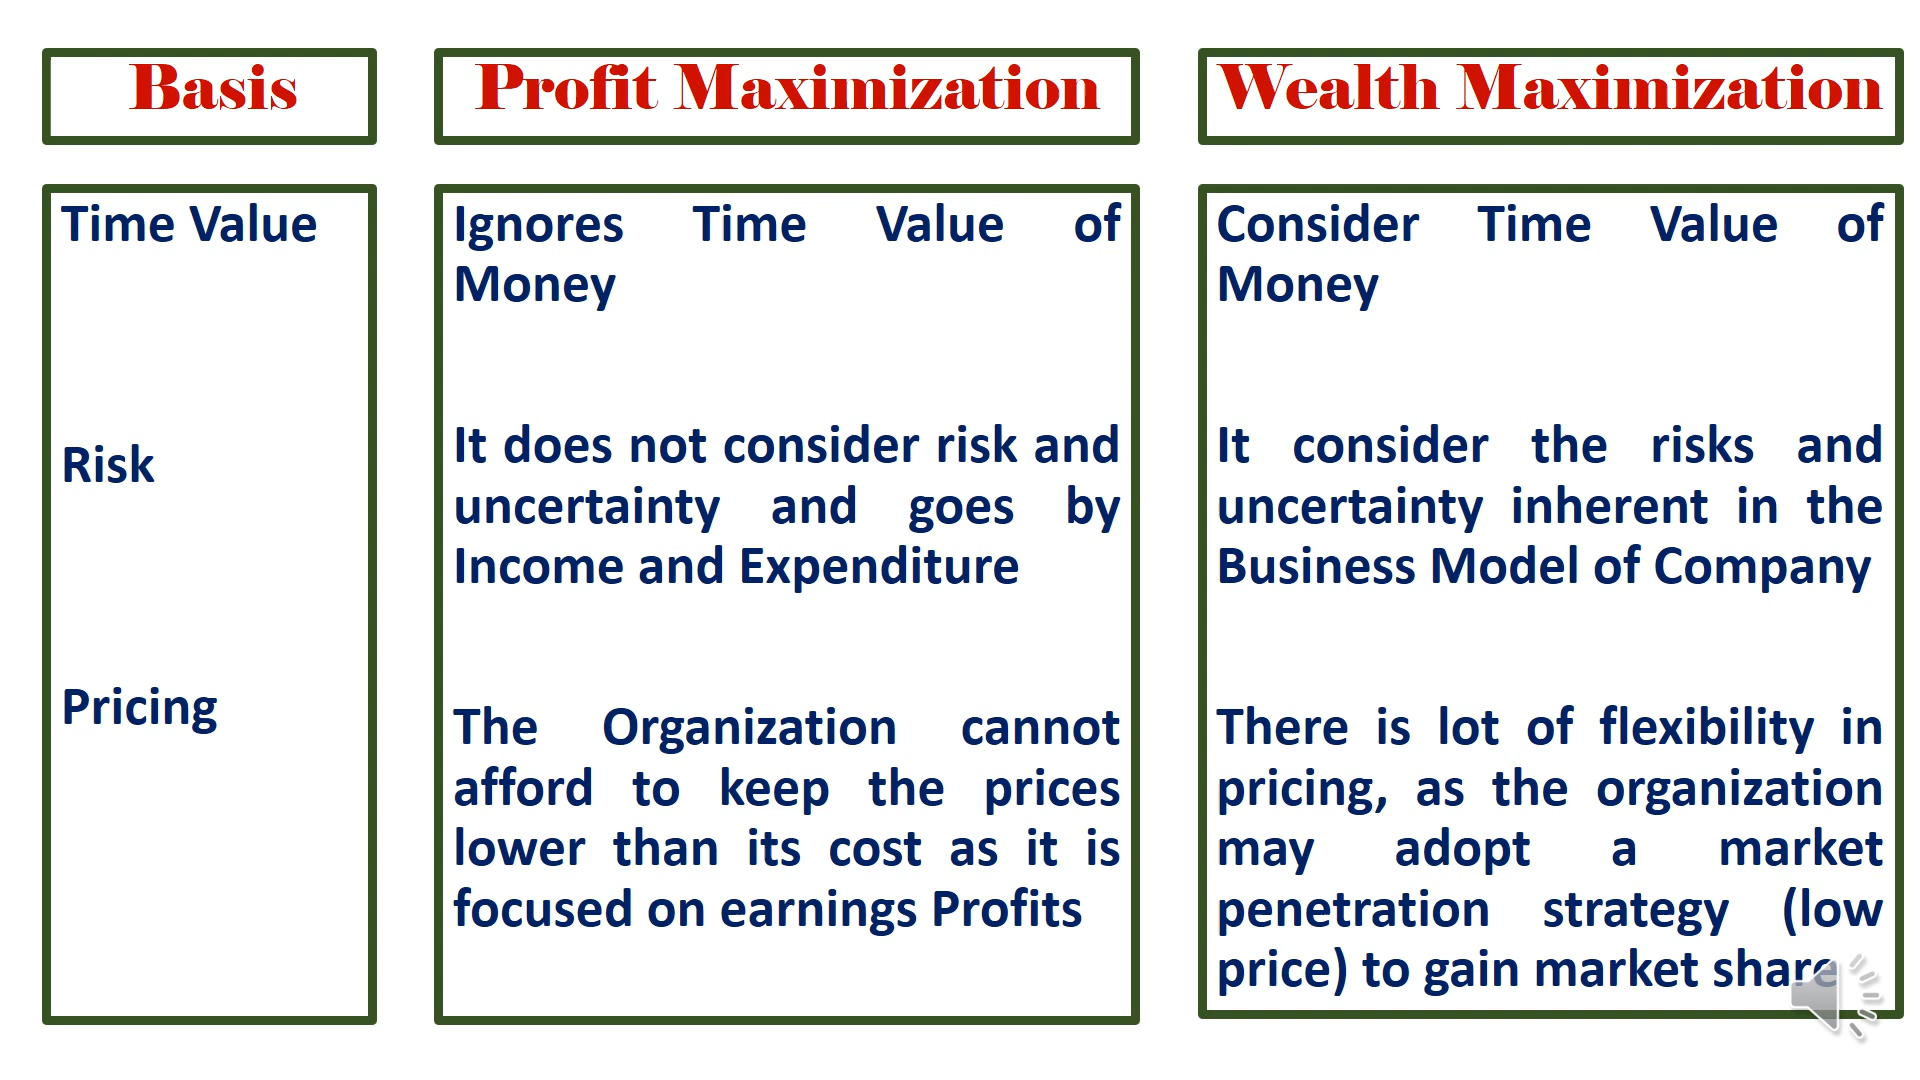 Basis
Profit Maximization
Wealth Maximization
Time Value
Risk
Pricing
Ignores Time Value of
Money
It does not consider risk and
uncertainty and goes by
Income and Expenditure
The Organization cannot
afford to keep the prices
lower than its cost as it is
focused on earnings Profits
Consider Time Value of
Money
It consider the risks and
uncertainty inherent in the
Business Model of Company
There is lot of flexibility in
pricing, as the organization
may adopt a market
penetration strategy (low
price) to gain market share